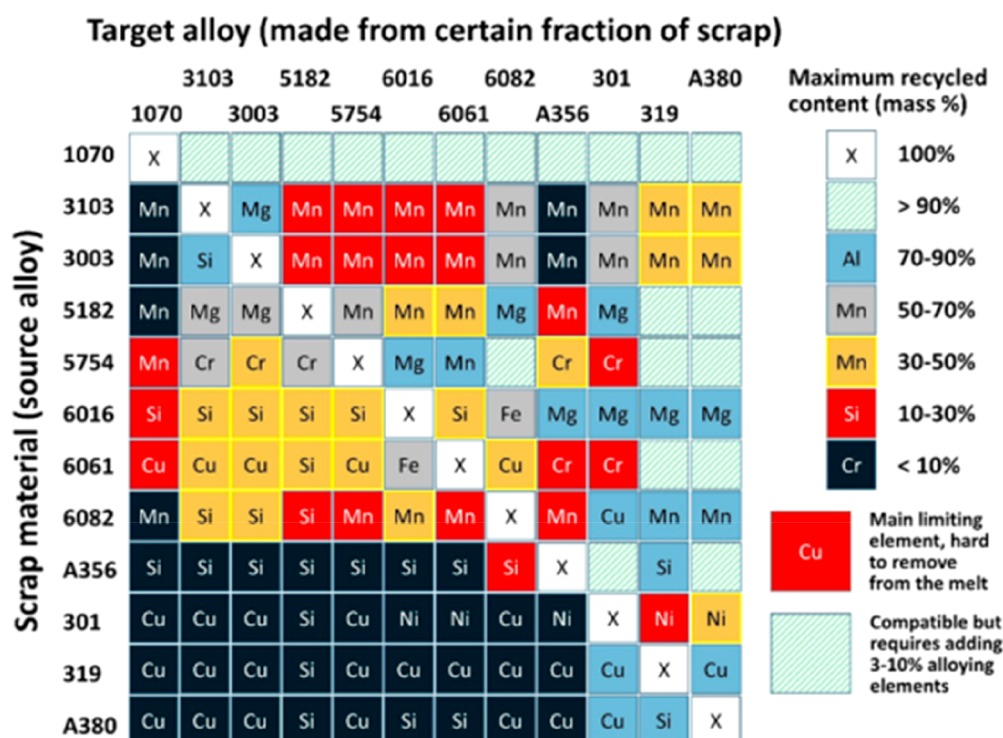 Target alloy (made from certain fraction of scrap)
3103 5182 6016 6082 301 A380
1070 3003 5754 6061 A356 319
Maximum recycled
content (mass %)
Scrap material (source alloy)
1070 X
3103 Mn X Mg Mn Mn Mn Mn Mn Mn Mn Mn Mn
3003 Mn Si X Mn Mn Mn Mn Mn Mn Mn Mn Mn
5182 Mn Mg Mg X Mn Mn Mn Mg Mn Mg
5754 Mn Cr Cr Cr X Mg Mn Cr Cr
6016 Si Si Si Si Si X Si Fe Mg Mg Mg Mg
6061 Cu Cu Cu Si Cu Fe X Cu Cr Cr
6082 Mn Si Si Si Mn Mn Mn X Mn Cu Mn Mn
A356 Si Si Si Si Si Si Si Si X Si
301 Cu Cu Cu Si Cu Ni Ni Cu Ni X Ni Ni
319 Cu Cu Cu Si Cu Cu Cu Cu Cu Cu X Cu
A380 Cu Cu Cu Si Cu Si Si Cu Cu Cu Si X
X 100%
> 90%
Al 70-90%
Mn 50-70%
Mn 30-50%
Si 10-30%
Cr < 10%
Cu
Main limiting
element, hard
to remove
from the melt
Compatible but
requires adding
3-10% alloying
elements